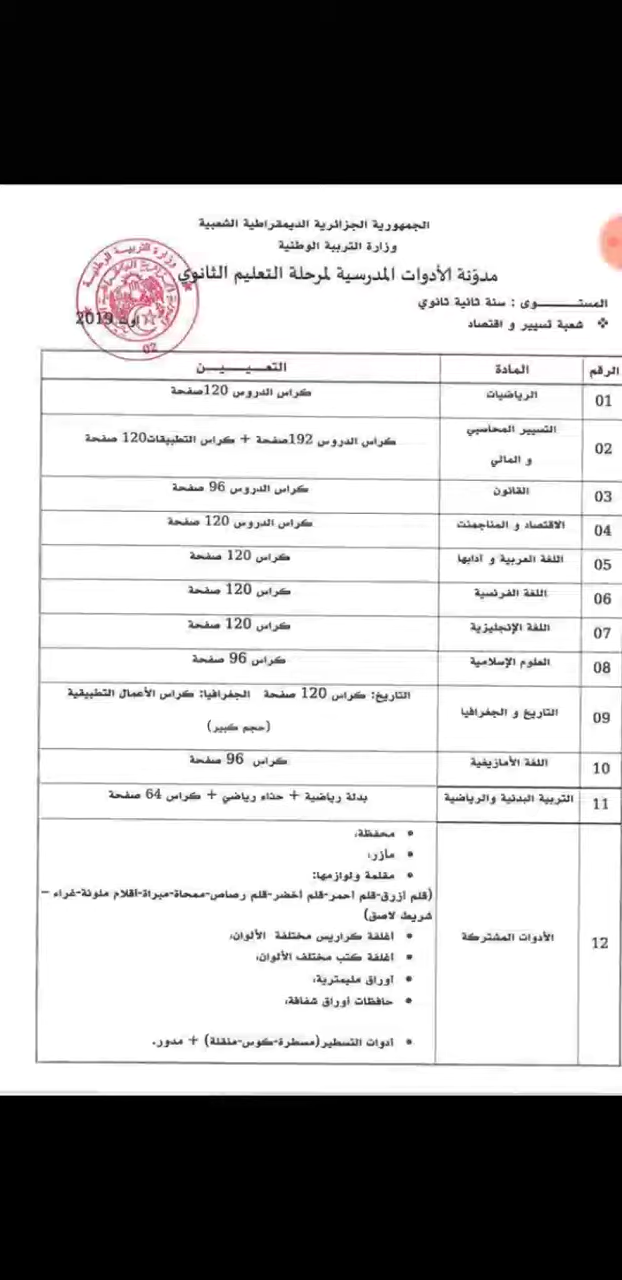 الجمهورية الجزائرية الديمقراطية الشعبية
وزارة التربية الوطنية
مدوّنة الأدوات المدرسية لمرحلة التعليم الثانوي
المستـــــــوى : سنة ثانية ثانوي
❖ شعبة تسيير و اقتصاد
أوت 2019
وزارة التربية الوطنية
02
الرقم المادة التعـيـيـــن
01 الرياضيات كراس الدروس 120صفحة
02 التسيير المحاسبي كراس الدروس 192صفحة + كراس التطبيقات120 صفحة
و المالي
03 القانون كراس الدروس 96 صفحة
04 الاقتصاد و المناجمنت كراس الدروس 120 صفحة
05 اللغة العربية و آدابها كراس 120 صفحة
06 اللغة الفرنسية كراس 120 صفحة
07 اللغة الإنجليزية كراس 120 صفحة
08 العلوم الإسلامية كراس 96 صفحة
09 التاريخ و الجغرافيا التاريخ: كراس 120 صفحة الجغرافيا: كراس الأعمال التطبيقية
(حجم كبير)
10 اللغة الأمازيغية كراس 96 صفحة
11 التربية البدنية والرياضية بدلة رياضية + حذاء رياضي + كراس 64 صفحة
12 الأدوات المشتركة
• محفظة،
• مآزر،
• مقلمة ولوازمها:
(قلم أزرق-قلم أحمر-قلم أخضر-قلم رصاص-ممحاة-مبراة-أقلام ملونة-غراء –
شريط لاصق)
• أغلفة كراريس مختلفة الألوان،
• أغلفة كتب مختلف الألوان،
• أوراق مليمترية،
• حافظات أوراق شفافة،
• أدوات التسطير(مسطرة-كوس-منقلة) + مدور.